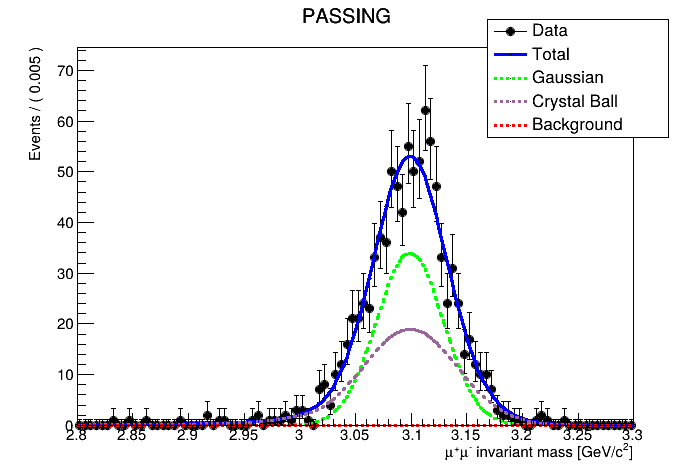 PASSING
Data
Total
Gaussian
Crystal Ball
Background
Events / ( 0.005 )
70
60
50
40
30
20
10
0
2.8 2.85 2.9 2.95 3 3.05 3.1 3.15 3.2 3.25 3.3
μ⁺μ⁻ invariant mass [GeV/c²]